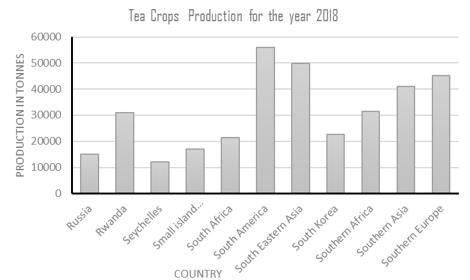 Tea Crops Production for the year 2018
PRODUCTION IN TONNES
60000
50000
40000
30000
20000
10000
0
Russia
Rwanda
Seychelles
Small island...
South Africa
South America
South Eastern Asia
South Korea
Southern Africa
Southern Asia
Southern Europe
COUNTRY